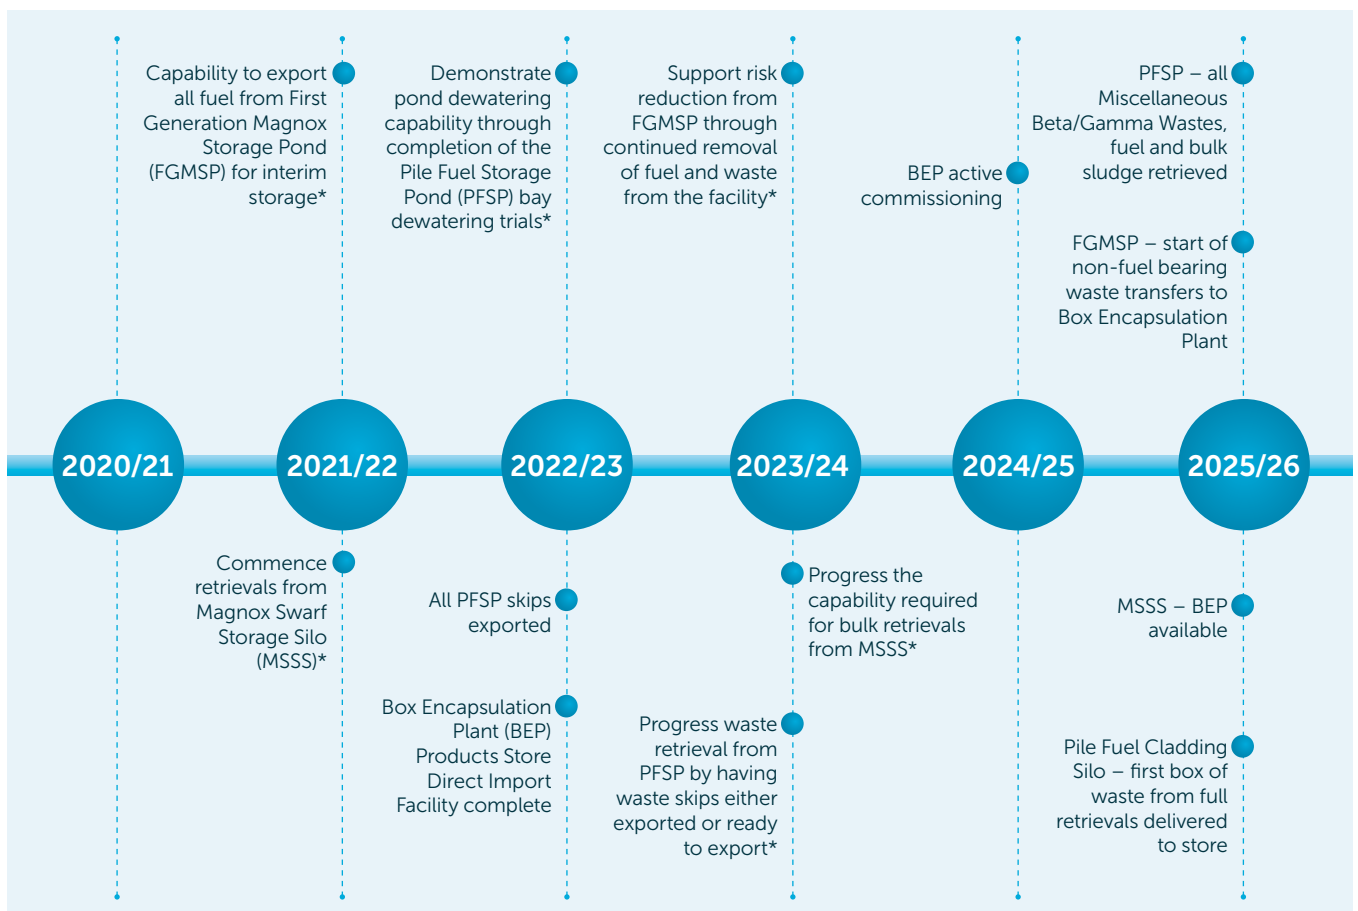 Capability to export
all fuel from First
Generation Magnox
Storage Pond
(FGMSP) for interim
storage*
Demonstrate
pond dewatering
capability through
completion of the
Pile Fuel Storage
Pond (PFSP) bay
dewatering trials*
Support risk
reduction from
FGMSP through
continued removal
of fuel and waste
from the facility*
BEP active
commissioning
PFSP – all
Miscellaneous
Beta/Gamma Wastes,
fuel and bulk
sludge retrieved
FGMSP – start of
non-fuel bearing
waste transfers to
Box Encapsulation
Plant
2020/21
2021/22
2022/23
2023/24
2024/25
2025/26
Commence
retrievals from
Magnox Swarf
Storage Silo
(MSSS)*
All PFSP skips
exported
Box Encapsulation
Plant (BEP)
Products Store
Direct Import
Facility complete
Progress the
capability required
for bulk retrievals
from MSSS*
Progress waste
retrieval from
PFSP by having
waste skips either
exported or ready
to export*
MSSS – BEP
available
Pile Fuel Cladding
Silo – first box of
waste from full
retrievals delivered
to store